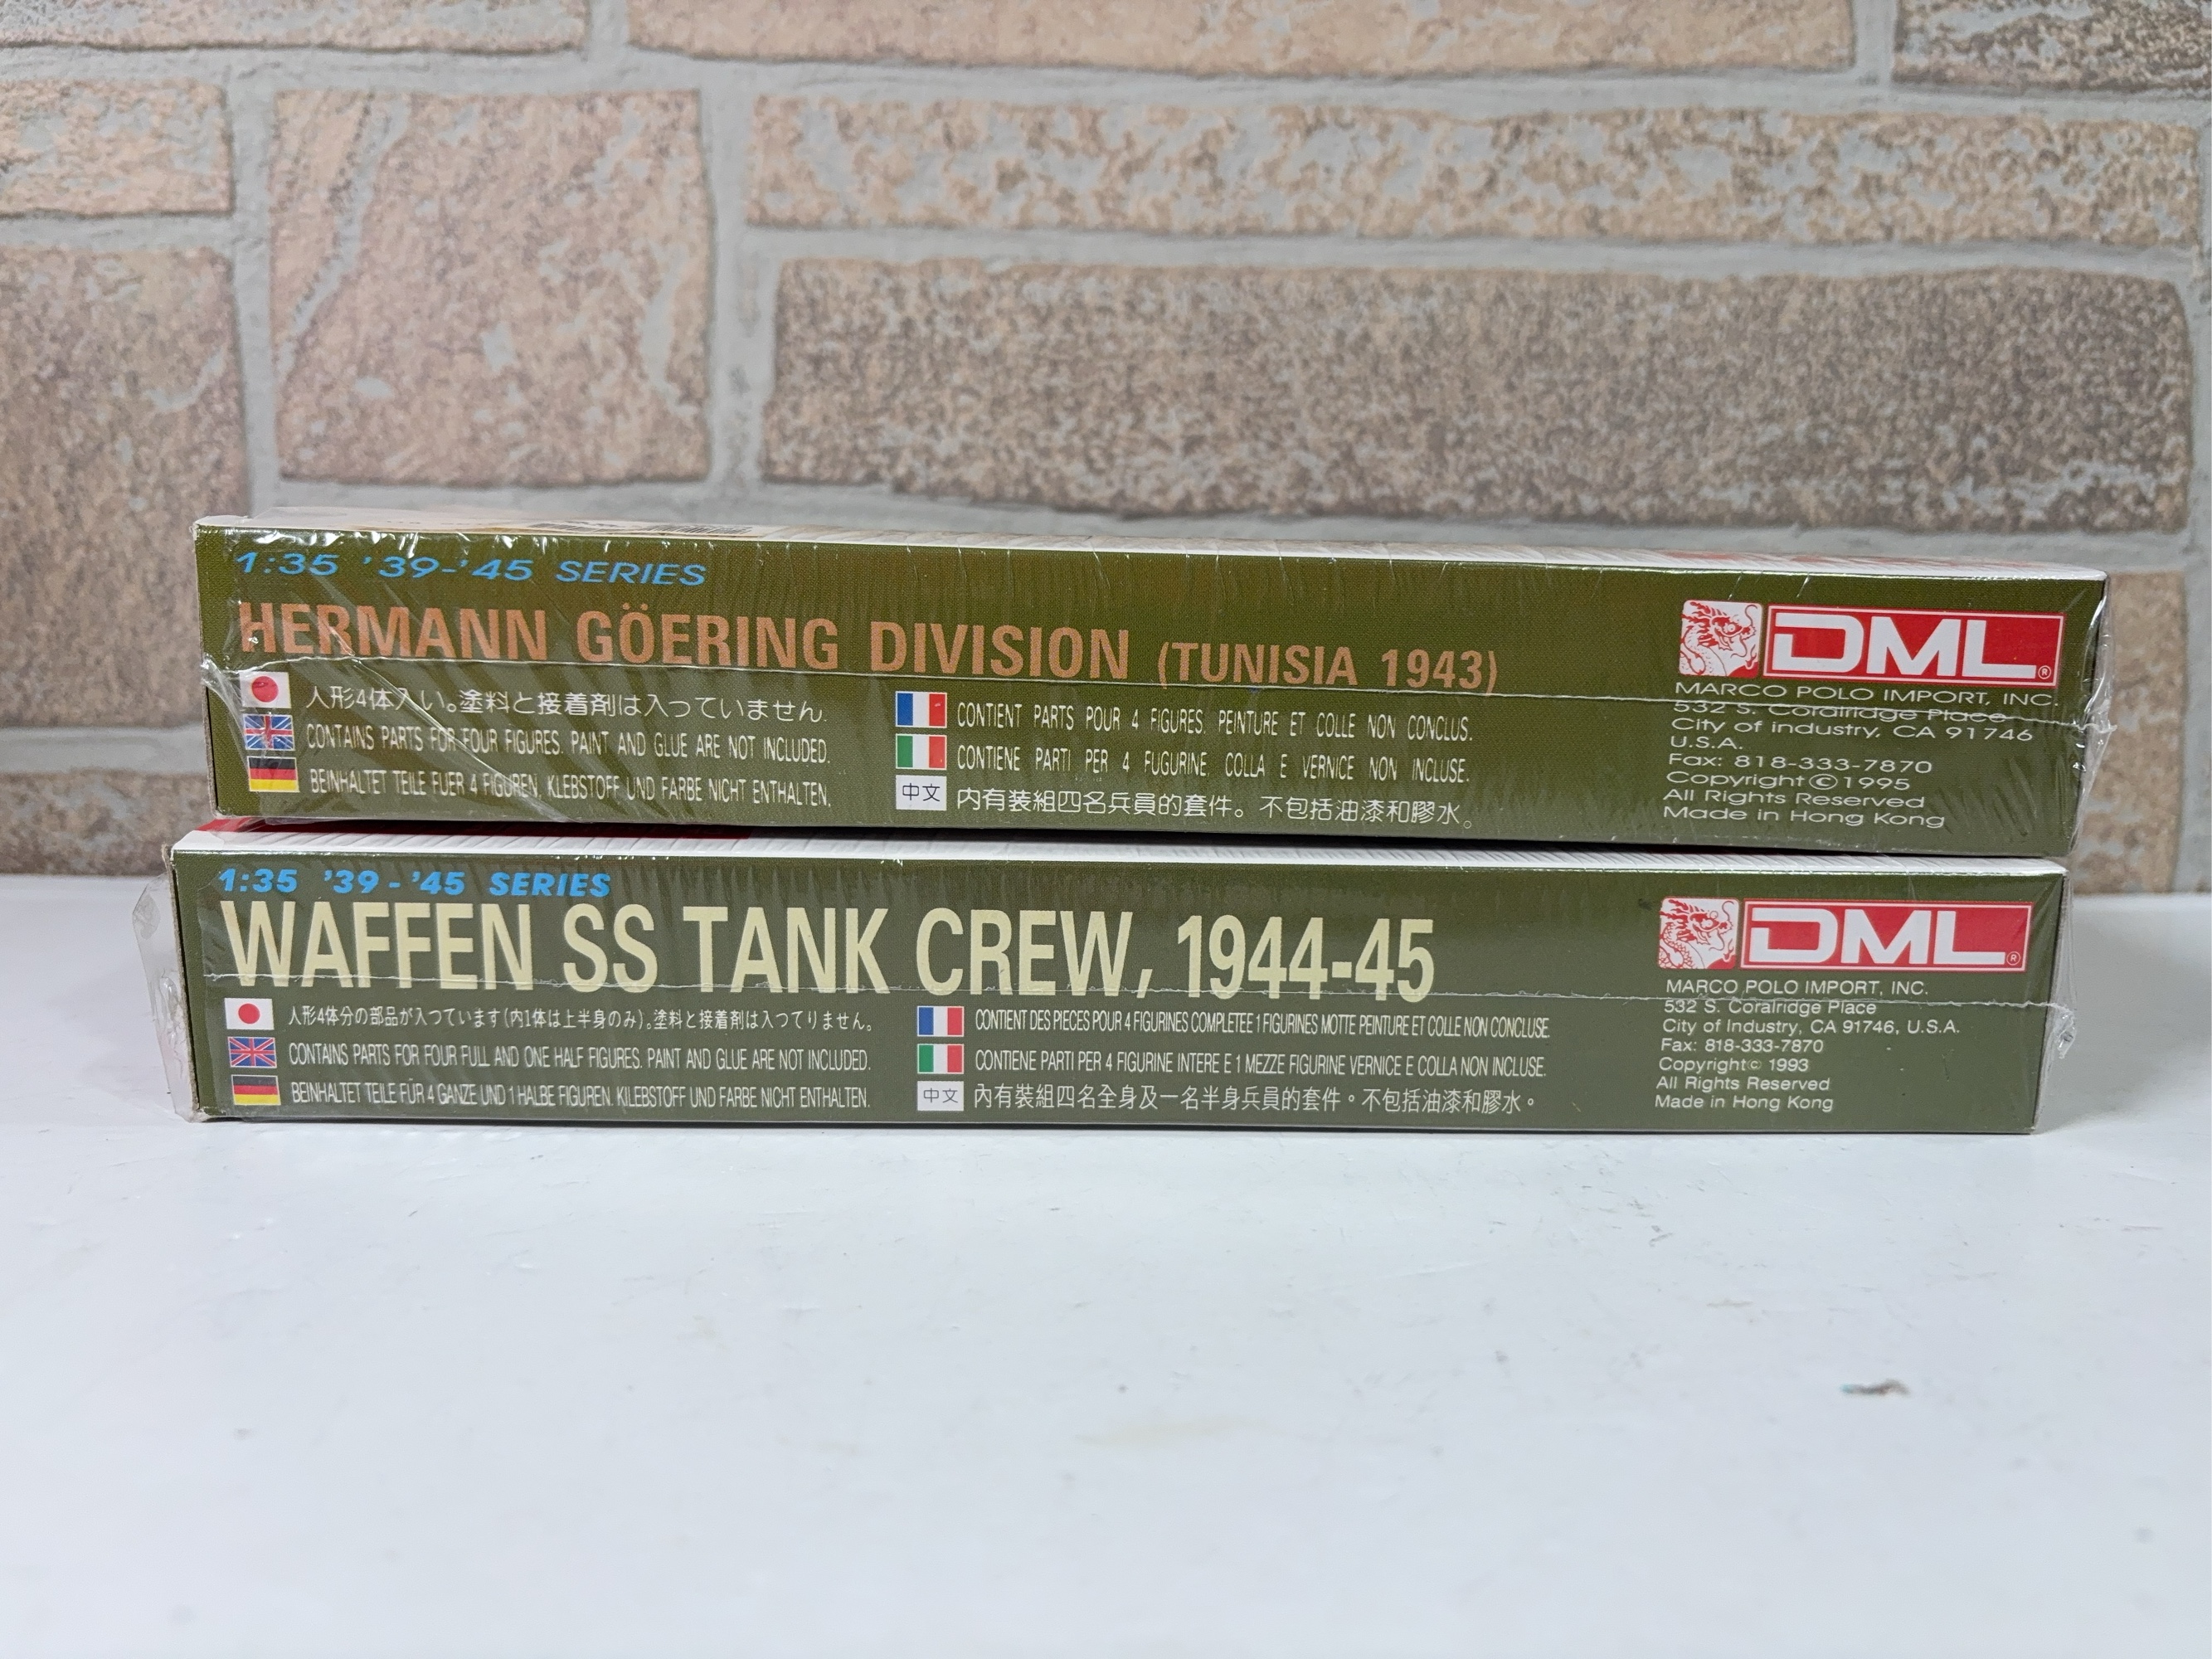 1:35 '39-'45 SERIES
HERMANN GÖERING DIVISION (TUNISIA 1943)
人形4体入い。塗料と接着剤は入っていません.
CONTAINS PARTS FOR FOUR FIGURES. PAINT AND GLUE ARE NOT INCLUDED.
BEINHALTET TEILE FUER 4 FIGUREN. KLEBSTOFF UND FARBE NICHT ENTHALTEN.
CONTIENT PARTS POUR 4 FIGURES. PEINTURE ET COLLE NON CONCLUS.
CONTIENE PARTI PER 4 FUGURINE. COLLA E VERNICE NON INCLUSE.
中文 内有裝組四名兵員的套件。不包括油漆和膠水。
DML®
MARCO POLO IMPORT, INC.
532 S. Coralridge Place
City of industry, CA 91746
U.S.A.
Fax: 818-333-7870
Copyright©1995
All Rights Reserved
Made in Hong Kong
1:35 '39-'45 SERIES
WAFFEN SS TANK CREW, 1944-45
人形4体分の部品が入つています(内1体は上半身のみ)。塗料と接着剤は入つてりません。
CONTAINS PARTS FOR FOUR FULL AND ONE HALF FIGURES. PAINT AND GLUE ARE NOT INCLUDED.
BEINHALTET TEILE FÜR 4 GANZE UND 1 HALBE FIGUREN. KILEBSTOFF UND FARBE NICHT ENTHALTEN.
CONTIENT DES PIECES POUR 4 FIGURINES COMPLETEE 1 FIGURINES MOTTE PEINTURE ET COLLE NON CONCLUSE.
CONTIENE PARTI PER 4 FIGURINE INTERE E 1 MEZZE FIGURINE VERNICE E COLLA NON INCLUSE.
中文 內有裝組四名全身及一名半身兵員的套件。不包括油漆和膠水。
DML®
MARCO POLO IMPORT, INC.
532 S. Coralridge Place
City of Industry, CA 91746, U.S.A.
Fax: 818-333-7870
Copyright© 1993
All Rights Reserved
Made in Hong Kong